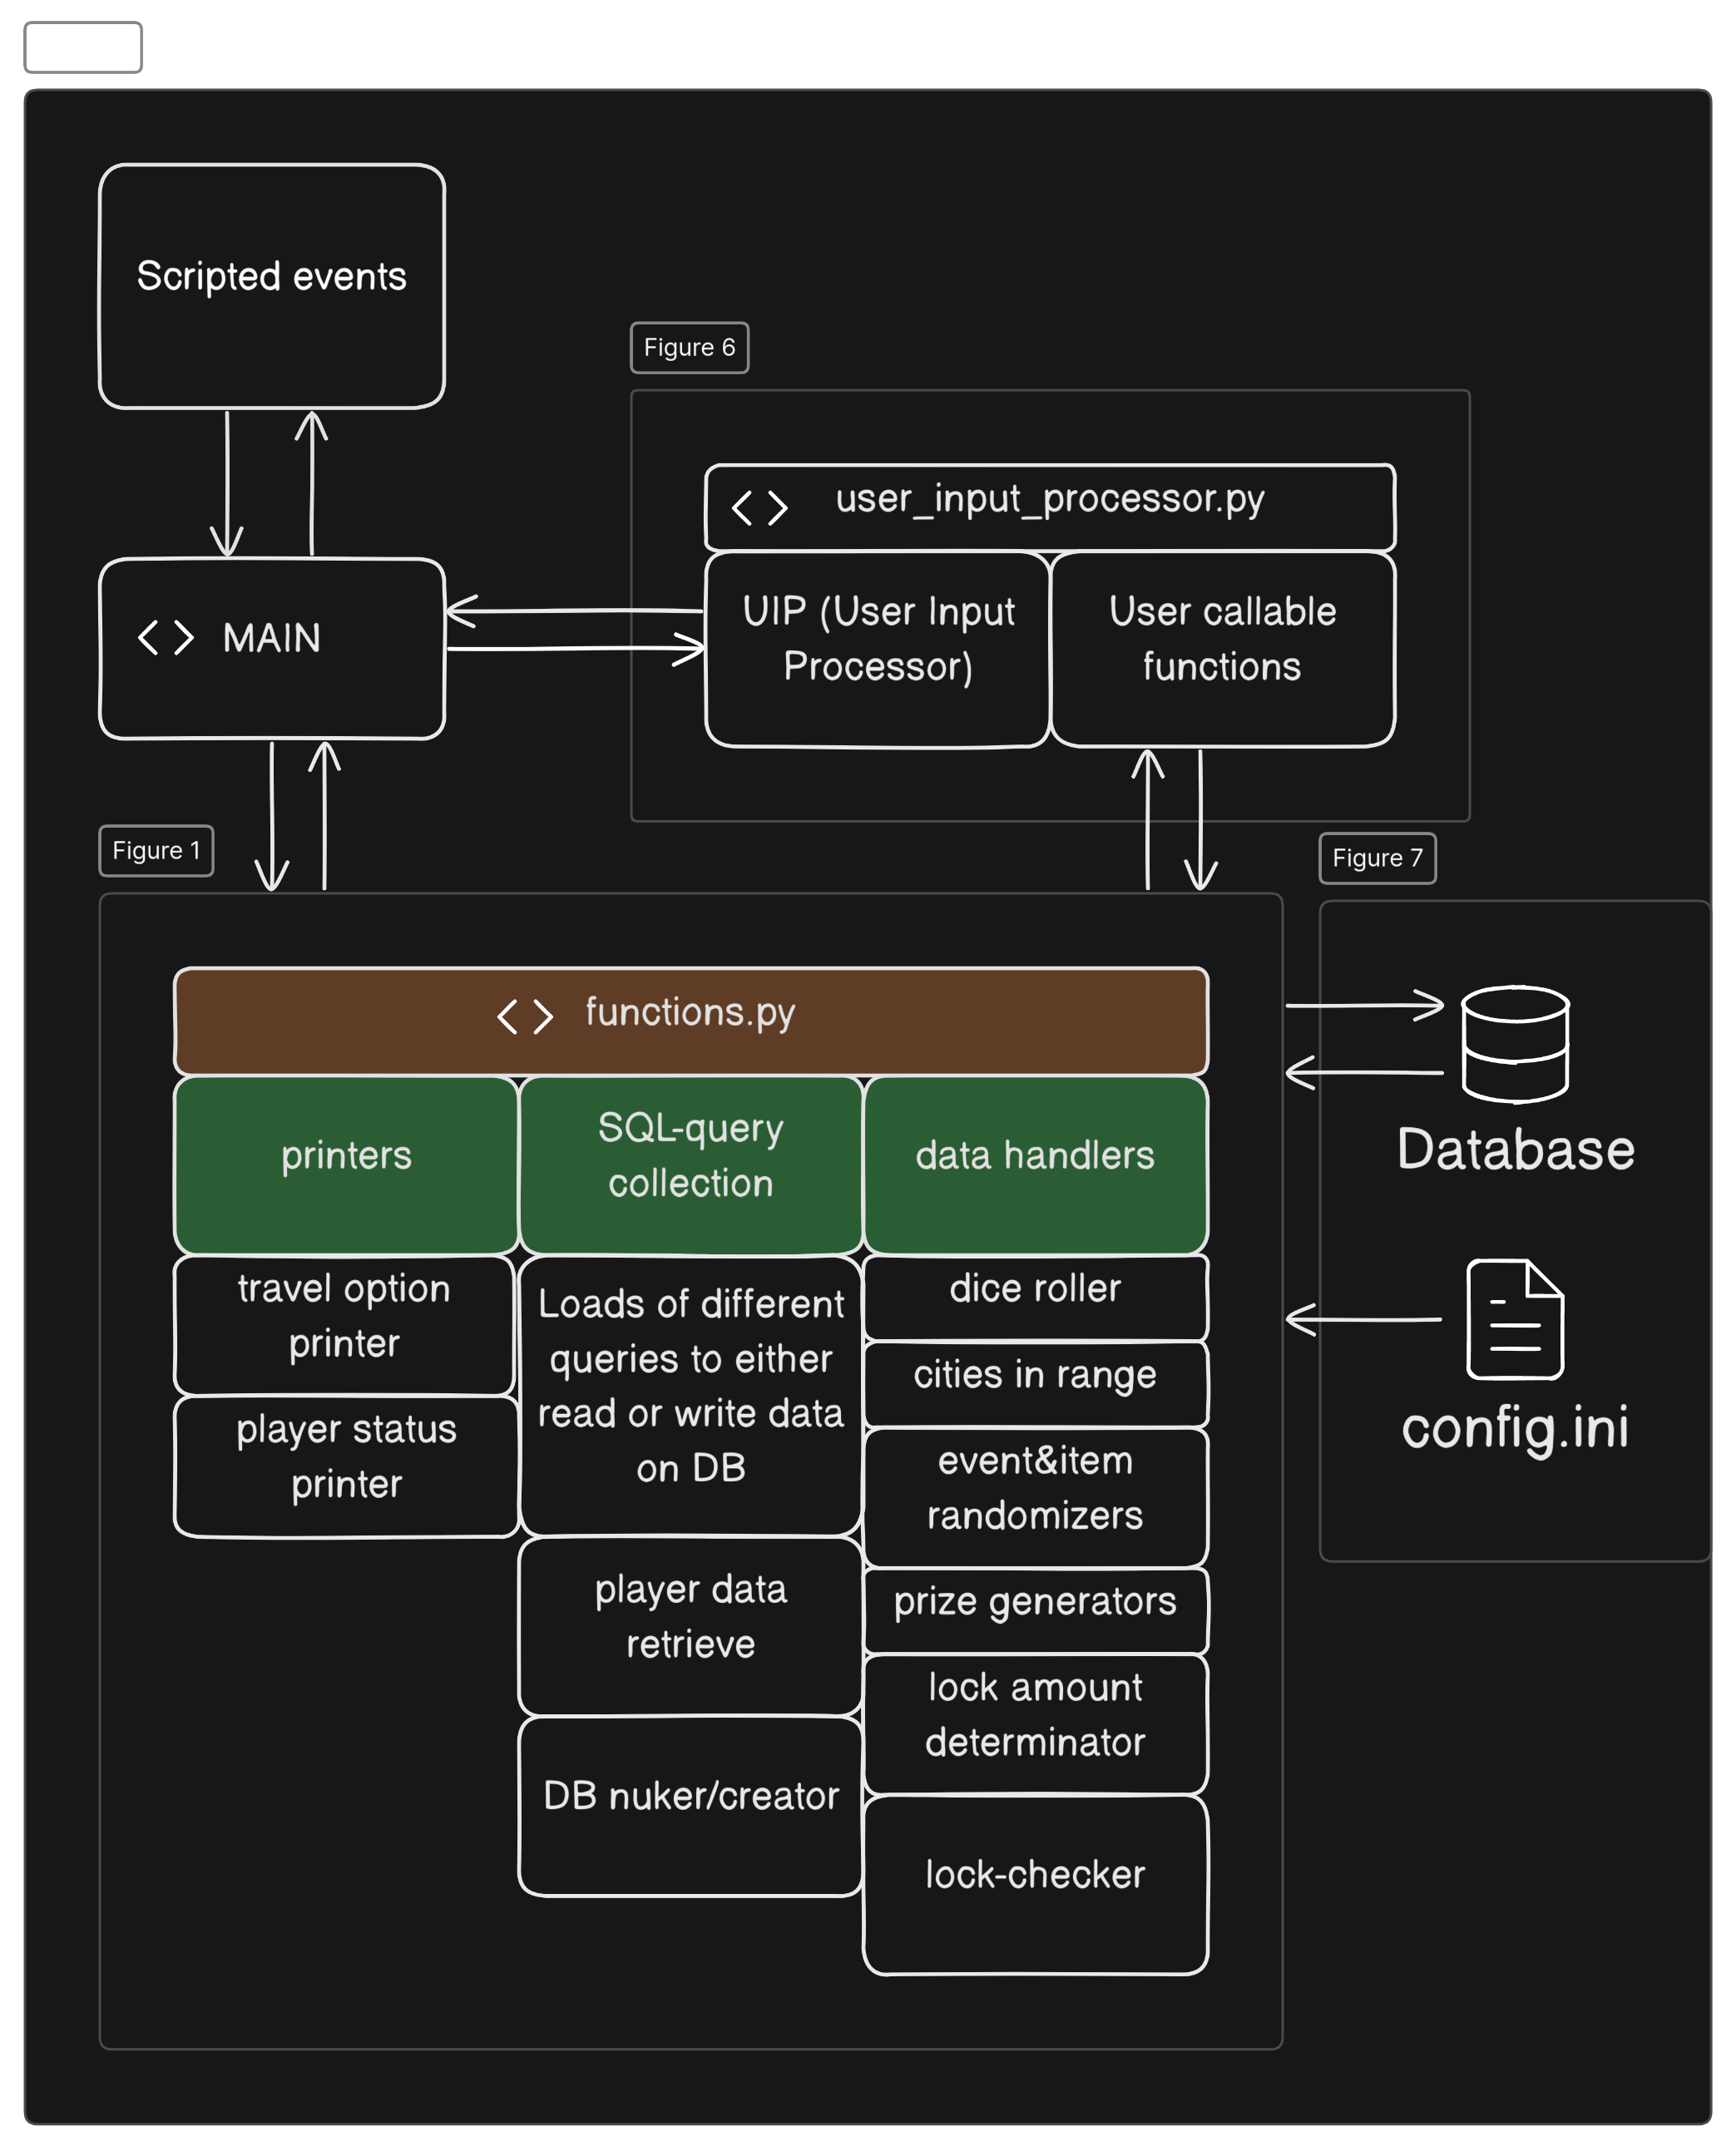 Scripted events
Figure 6
user_input_processor.py
UIP (User Input
Processor)
User callable
functions
MAIN
Figure 1
Figure 7
functions.py
printers
SQL-query
collection
data handlers
travel option
printer
player status
printer
Loads of different
queries to either
read or write data
on DB
player data
retrieve
DB nuker/creator
dice roller
cities in range
event&item
randomizers
prize generators
lock amount
determinator
lock-checker
Database
config.ini